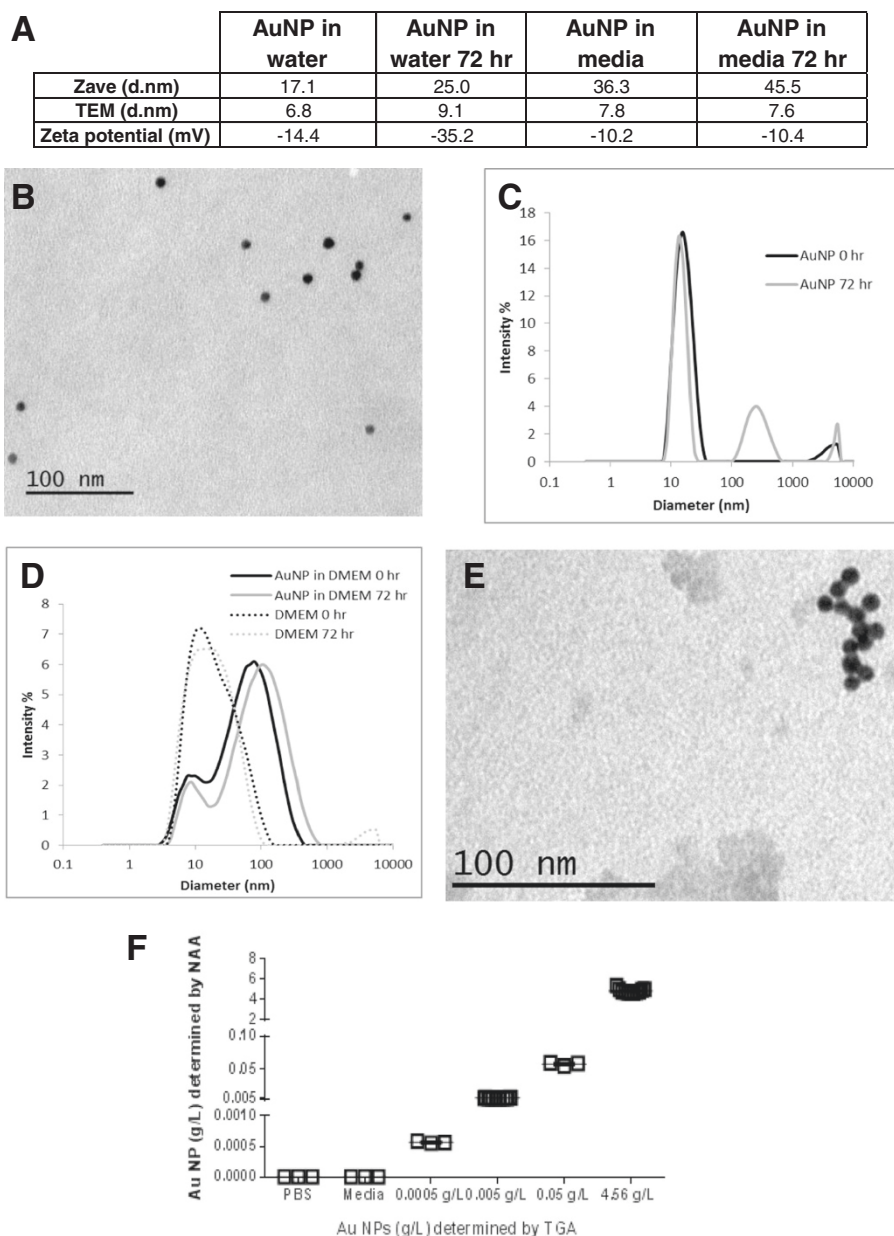 A
AuNP in water
AuNP in water 72 hr
AuNP in media
AuNP in media 72 hr
Zave (d.nm) 17.1 25.0 36.3 45.5
TEM (d.nm) 6.8 9.1 7.8 7.6
Zeta potential (mV) -14.4 -35.2 -10.2 -10.4
B
100 nm
C
18
16
14
12
10
8
6
4
2
0
Intensity %
AuNP 0 hr
AuNP 72 hr
0.1 1 10 100 1000 10000
Diameter (nm)
D
AuNP in DMEM 0 hr
AuNP in DMEM 72 hr
DMEM 0 hr
DMEM 72 hr
8
7
6
5
4
3
2
1
0
Intensity %
0.1 1 10 100 1000 10000
Diameter (nm)
E
100 nm
F
Au NP (g/L) determined by NAA
8
6
4
2
0.10
0.05
0.005
0.0010
0.0005
0.0000
PBS Media 0.0005 g/L 0.005 g/L 0.05 g/L 4.56 g/L
Au NPs (g/L) determined by TGA